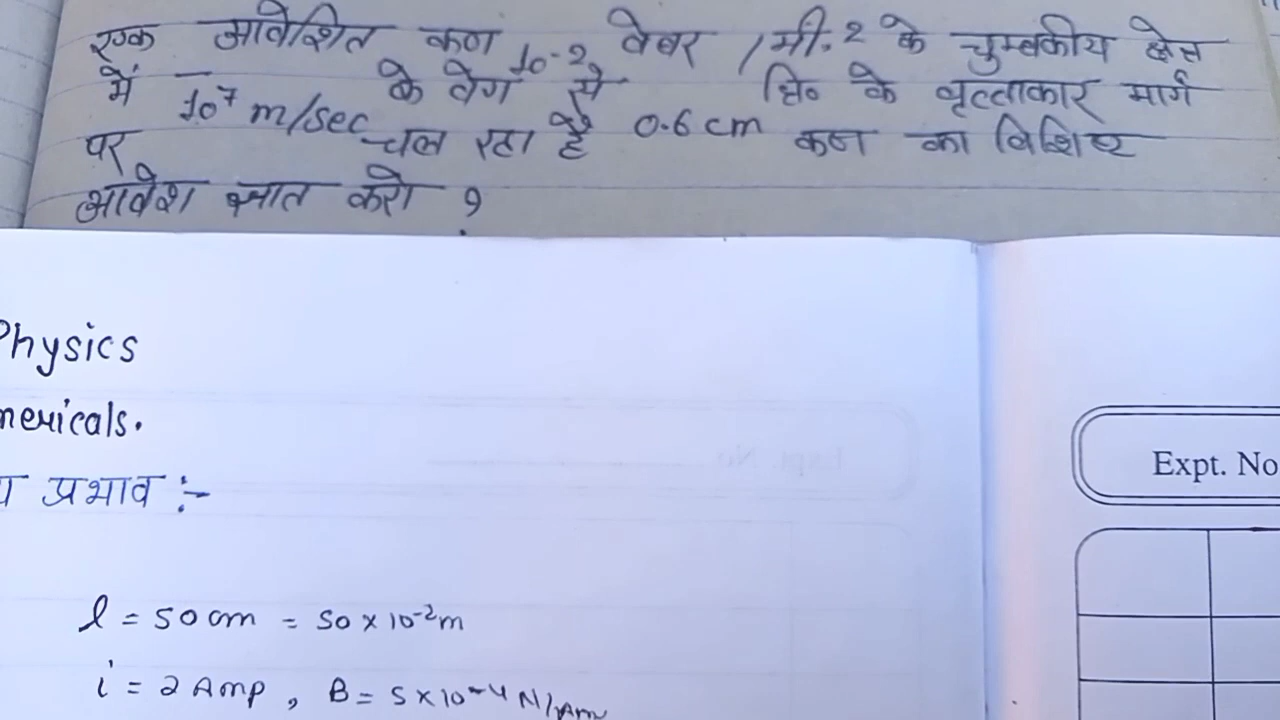 एक आवेशित कण 10-2 वेबर /मी.2 के चुम्बकीय क्षेत्र
में 10⁷ m/sec के वेग से 0.6 cm त्रि० के वृत्ताकार मार्ग
पर चल रहा है कण का विशिष्ट
आवेश ज्ञात करो ?
Physics
mericals.
प्रभाव :-
Expt. No
l = 50 cm = 50 × 10⁻² m
i = 2 Amp , B = 5 × 10⁻⁴ N/Am